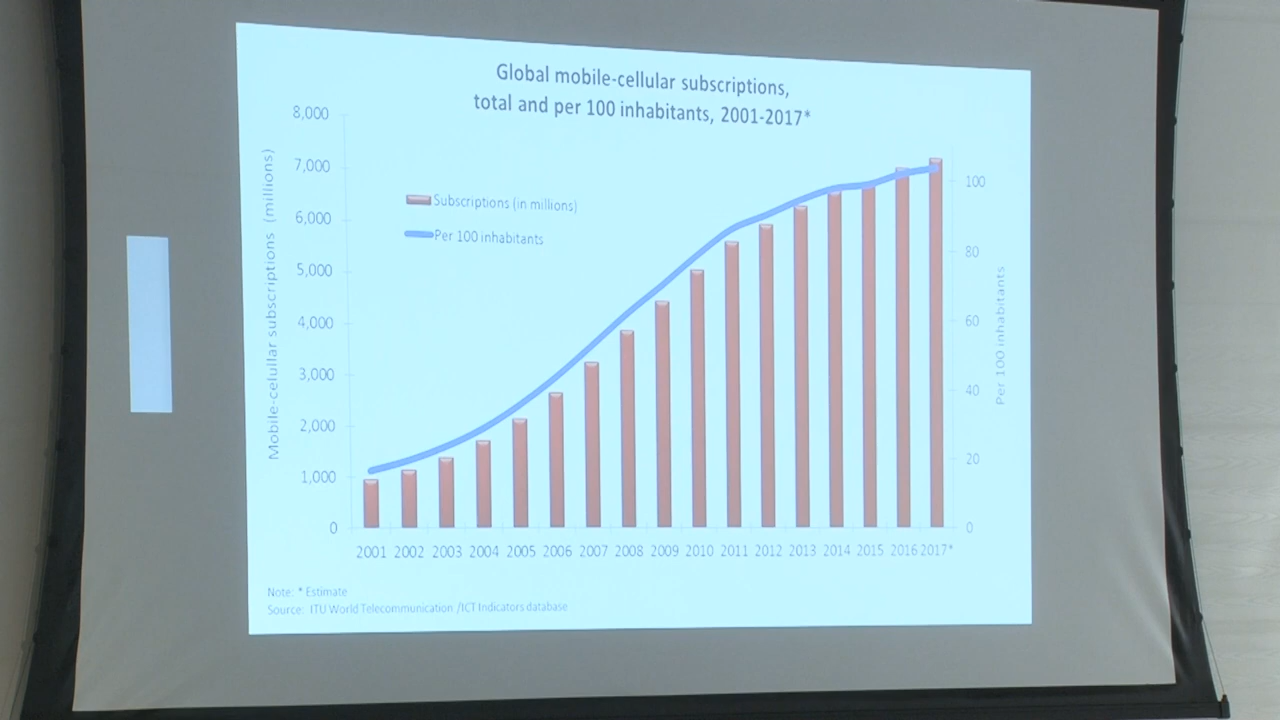 Global mobile-cellular subscriptions,
total and per 100 inhabitants, 2001-2017*
8,000
7,000
6,000
5,000
4,000
3,000
2,000
1,000
0
Mobile-cellular subscriptions (millions)
Subscriptions (in millions)
Per 100 inhabitants
100
80
60
40
20
0
Per 100 inhabitants
2001 2002 2003 2004 2005 2006 2007 2008 2009 2010 2011 2012 2013 2014 2015 2016 2017*
Note: * Estimate
Source: ITU World Telecommunication /ICT Indicators database